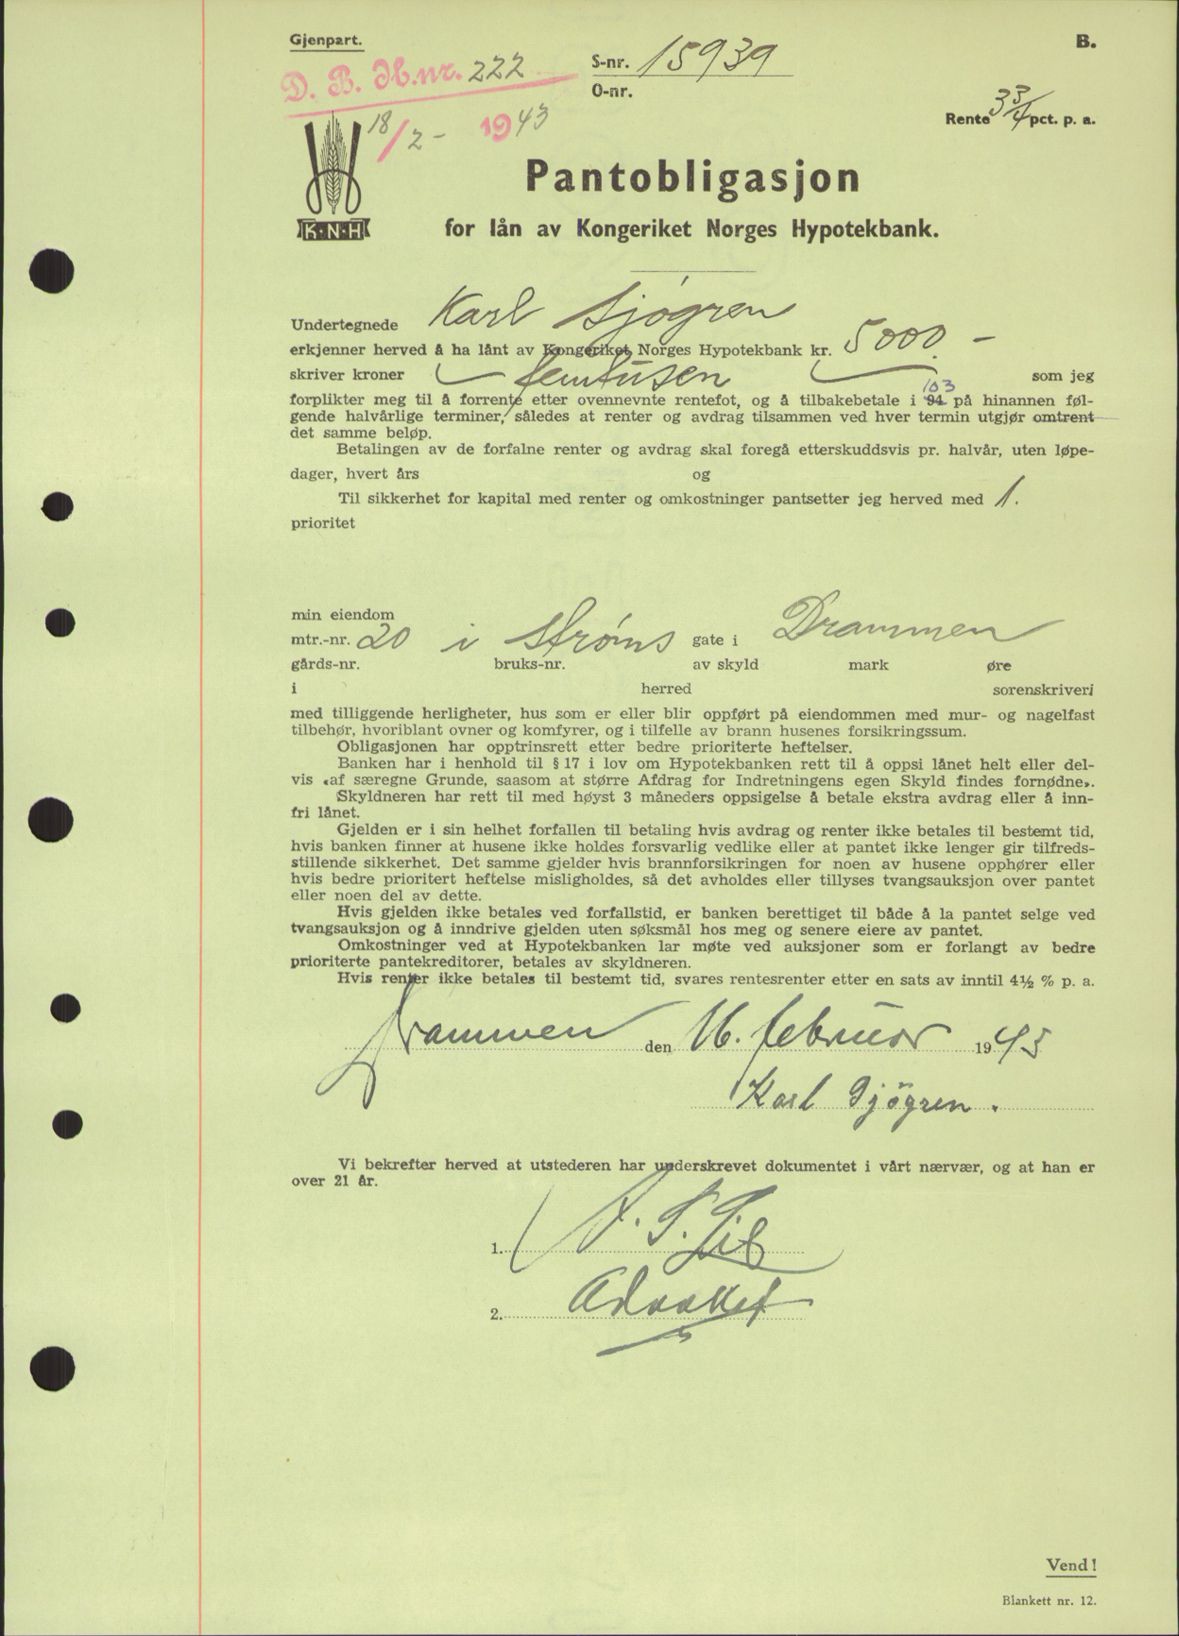 Gjenpart.
B.
D. B. H.nr. 222
S-nr. 15939
O-nr.
18/2 - 1943
Rente 3 3/4 pct. p. a.
K·N·H
Pantobligasjon
for lån av Kongeriket Norges Hypotekbank.
Undertegnede Karl Sjögren
erkjenner herved å ha lånt av Kongeriket Norges Hypotekbank kr. 5000.-
skriver kroner femtusen som jeg
forplikter meg til å forrente etter ovennevnte rentefot, og å tilbakebetale i 94 103 på hinannen føl-
gende halvårlige terminer, således at renter og avdrag tilsammen ved hver termin utgjør omtrent
det samme beløp.
Betalingen av de forfalne renter og avdrag skal foregå etterskuddsvis pr. halvår, uten løpe-
dager, hvert års og
Til sikkerhet for kapital med renter og omkostninger pantsetter jeg herved med 1.
prioritet
min eiendom
mtr.-nr. 20 i Strøms gate i Drammen
gårds-nr. bruks-nr. av skyld mark øre
i herred sorenskriveri
med tilliggende herligheter, hus som er eller blir oppført på eiendommen med mur- og nagelfast
tilbehør, hvoriblant ovner og komfyrer, og i tilfelle av brann husenes forsikringssum.
Obligasjonen har opptrinsrett etter bedre prioriterte heftelser.
Banken har i henhold til § 17 i lov om Hypotekbanken rett til å oppsi lånet helt eller del-
vis «af særegne Grunde, saasom at større Afdrag for Indretningens egen Skyld findes fornødne».
Skyldneren har rett til med høyst 3 måneders oppsigelse å betale ekstra avdrag eller å inn-
fri lånet.
Gjelden er i sin helhet forfallen til betaling hvis avdrag og renter ikke betales til bestemt tid,
hvis banken finner at husene ikke holdes forsvarlig vedlike eller at pantet ikke lenger gir tilfreds-
stillende sikkerhet. Det samme gjelder hvis brannforsikringen for noen av husene opphører eller
hvis bedre prioritert heftelse misligholdes, så det avholdes eller tillyses tvangsauksjon over pantet
eller noen del av dette.
Hvis gjelden ikke betales ved forfallstid, er banken berettiget til både å la pantet selge ved
tvangsauksjon og å inndrive gjelden uten søksmål hos meg og senere eiere av pantet.
Omkostninger ved at Hypotekbanken lar møte ved auksjoner som er forlangt av bedre
prioriterte pantekreditorer, betales av skyldneren.
Hvis renter ikke betales til bestemt tid, svares rentesrenter etter en sats av inntil 4½ % p. a.
Drammen den 16. februar 1943
Karl Sjögren.
Vi bekrefter herved at utstederen har underskrevet dokumentet i vårt nærvær, og at han er
over 21 år.
1.
2. Advokat
Vend!
Blankett nr. 12.